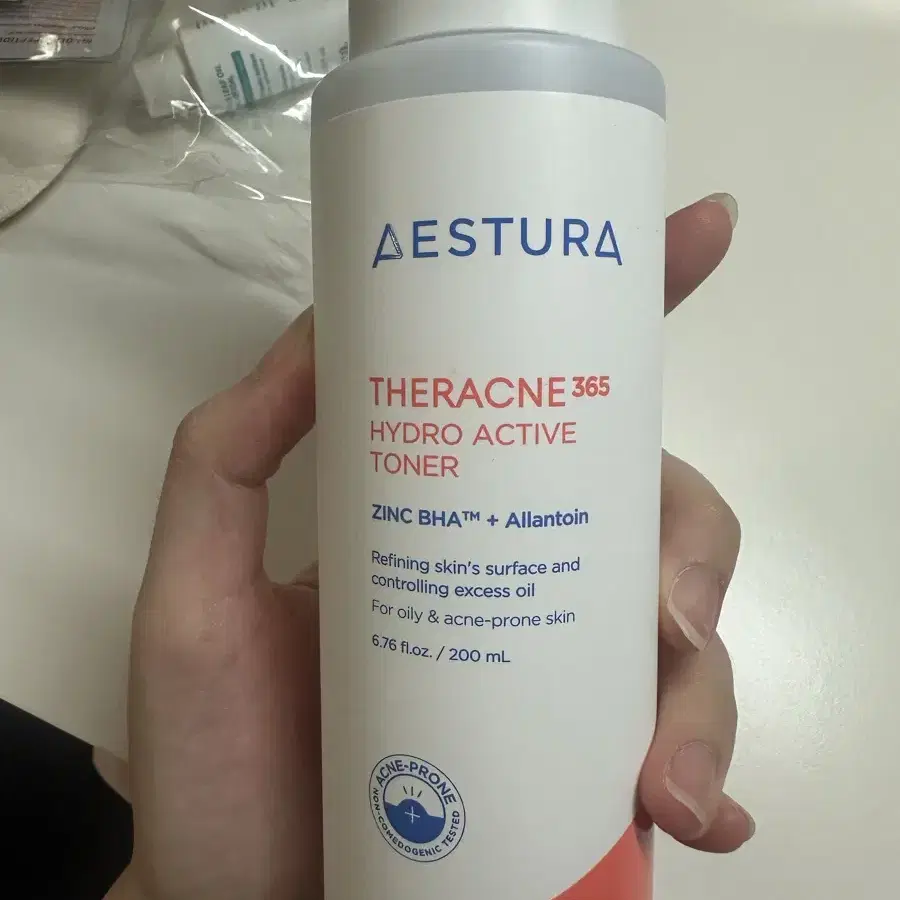 AESTURA
THERACNE365
HYDRO ACTIVE
TONER
ZINC BHA™ + Allantoin
Refining skin's surface and
controlling excess oil
For oily & acne-prone skin
6.76 fl.oz. / 200 mL
ACNE-PRONE
NON-COMEDOGENIC TESTED